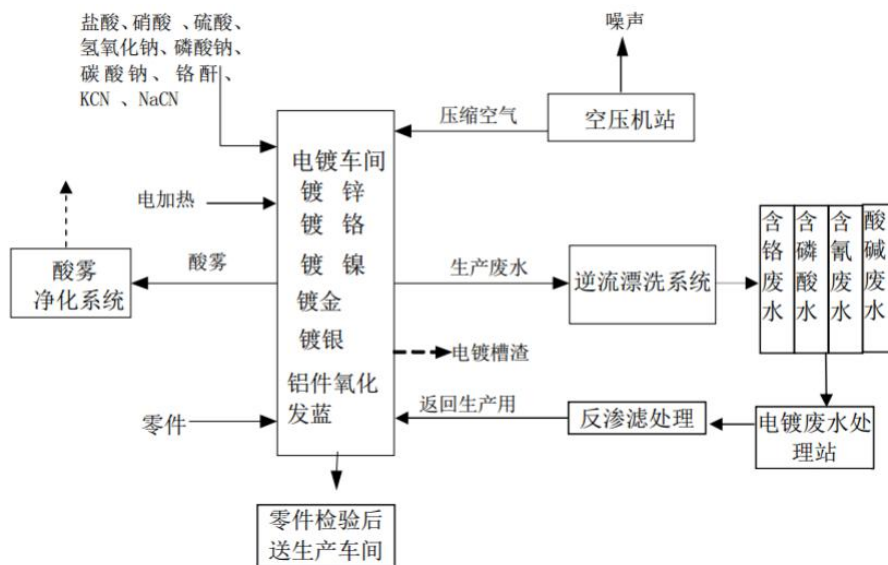 盐酸、硝酸 、硫酸、
氢氧化钠、磷酸钠、
碳酸钠、 铬酐、
KCN 、NaCN
噪声
空压机站
压缩空气
电镀车间
镀 锌
镀 铬
镀 镍
镀金
镀银
铝件氧化
发蓝
电加热
酸雾
净化系统
酸雾
生产废水
逆流漂洗系统
含铬废水
含磷酸水
含氰废水
酸碱废水
电镀槽渣
零件
返回生产用
反渗滤处理
电镀废水处
理站
零件检验后
送生产车间